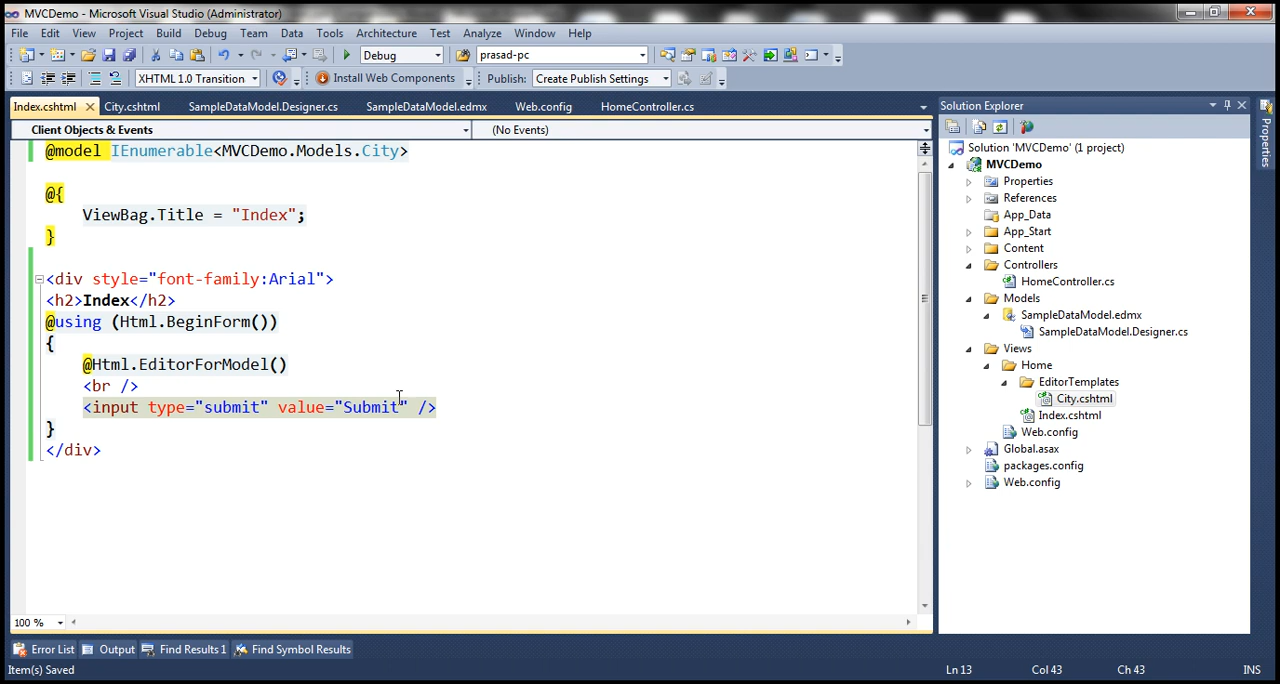 MVCDemo - Microsoft Visual Studio (Administrator)
File Edit View Project Build Debug Team Data Tools Architecture Test Analyze Window Help
Debug prasad-pc
XHTML 1.0 Transition Install Web Components Publish: Create Publish Settings
Index.cshtml City.cshtml SampleDataModel.Designer.cs SampleDataModel.edmx Web.config HomeController.cs
Client Objects & Events (No Events)
@model IEnumerable<MVCDemo.Models.City>
@{
ViewBag.Title = "Index";
}
<div style="font-family:Arial">
<h2>Index</h2>
@using (Html.BeginForm())
{
@Html.EditorForModel()
<br />
<input type="submit" value="Submit" />
}
</div>
100 %
Solution Explorer
Solution 'MVCDemo' (1 project)
MVCDemo
Properties
References
App_Data
App_Start
Content
Controllers
HomeController.cs
Models
SampleDataModel.edmx
SampleDataModel.Designer.cs
Views
Home
EditorTemplates
City.cshtml
Index.cshtml
Web.config
Global.asax
packages.config
Web.config
Properties
Error List Output Find Results 1 Find Symbol Results
Item(s) Saved Ln 13 Col 43 Ch 43 INS